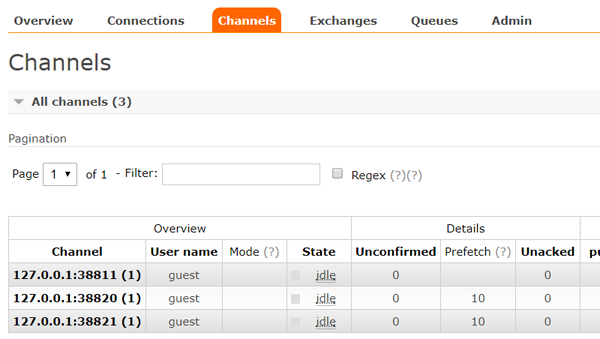 Overview Connections Channels Exchanges Queues Admin
Channels
All channels (3)
Pagination
Page 1 of 1 - Filter: Regex (?)(?)
Overview Details
Channel User name Mode (?) State Unconfirmed Prefetch (?) Unacked
127.0.0.1:38811 (1) guest idle 0 0
127.0.0.1:38820 (1) guest idle 0 10 0
127.0.0.1:38821 (1) guest idle 0 10 0